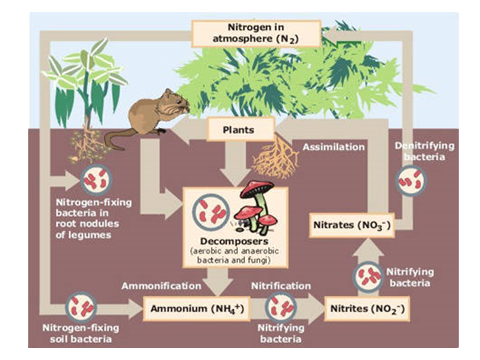 Nitrogen in
atmosphere (N₂)
Plants
Assimilation
Denitrifying
bacteria
Nitrogen-fixing
bacteria in
root nodules
of legumes
Decomposers
(aerobic and anaerobic
bacteria and fungi)
Nitrates (NO₃⁻)
Ammonification
Nitrification
Nitrifying
bacteria
Ammonium (NH₄⁺)
Nitrites (NO₂⁻)
Nitrogen-fixing
soil bacteria
Nitrifying
bacteria